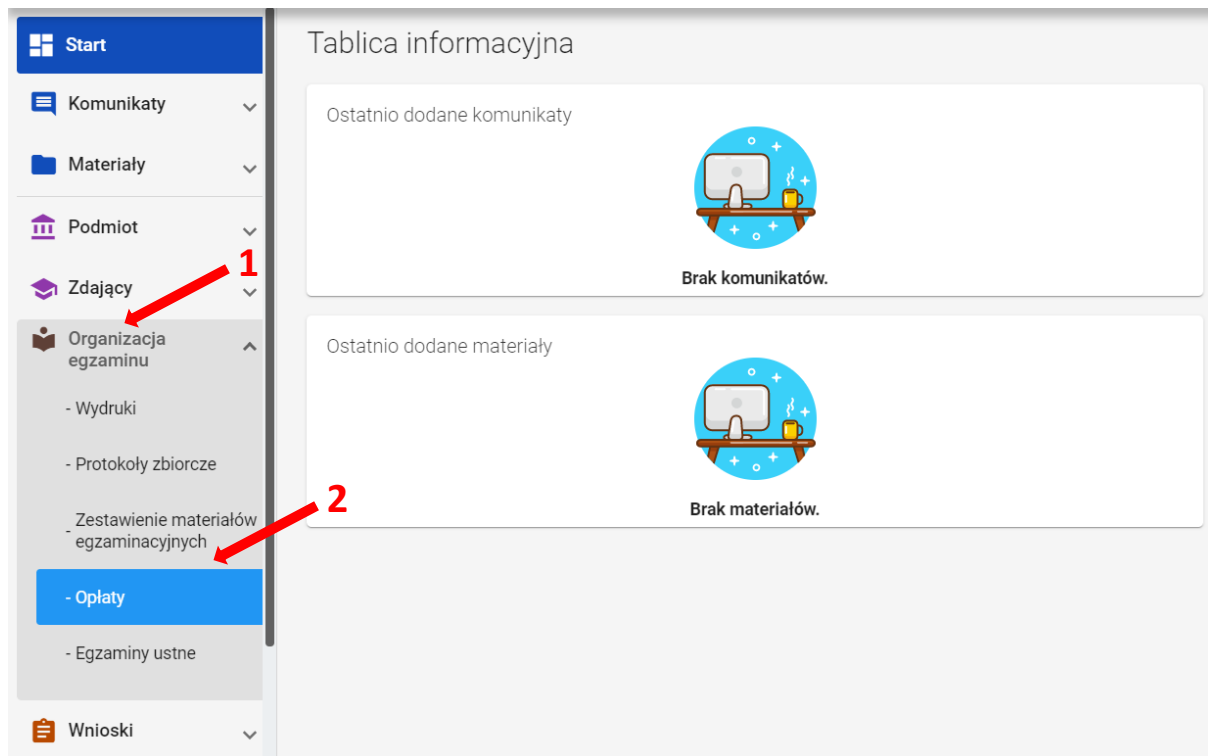 Start
Komunikaty
Materiały
Podmiot
1
Zdający
Organizacja
egzaminu
- Wydruki
- Protokoły zbiorcze
2
- Zestawienie materiałów
egzaminacyjnych
- Opłaty
- Egzaminy ustne
Wnioski
Tablica informacyjna
Ostatnio dodane komunikaty
Brak komunikatów.
Ostatnio dodane materiały
Brak materiałów.